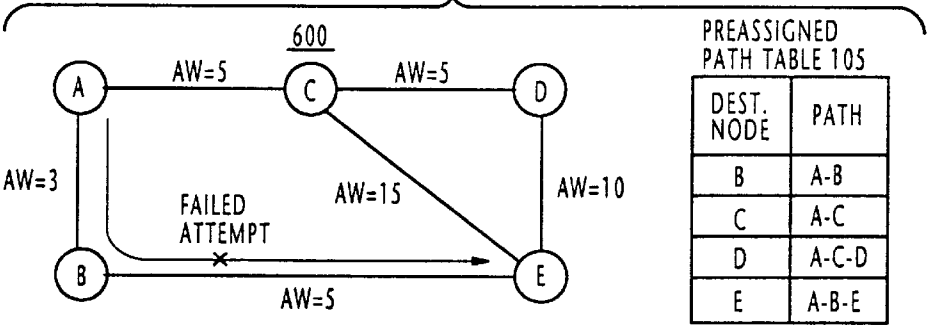 600
A
AW=5
C
AW=5
D
AW=3
FAILED
ATTEMPT
AW=15
AW=10
B
AW=5
E
PREASSIGNED
PATH TABLE 105
DEST.
NODE
PATH
B A-B
C A-C
D A-C-D
E A-B-E